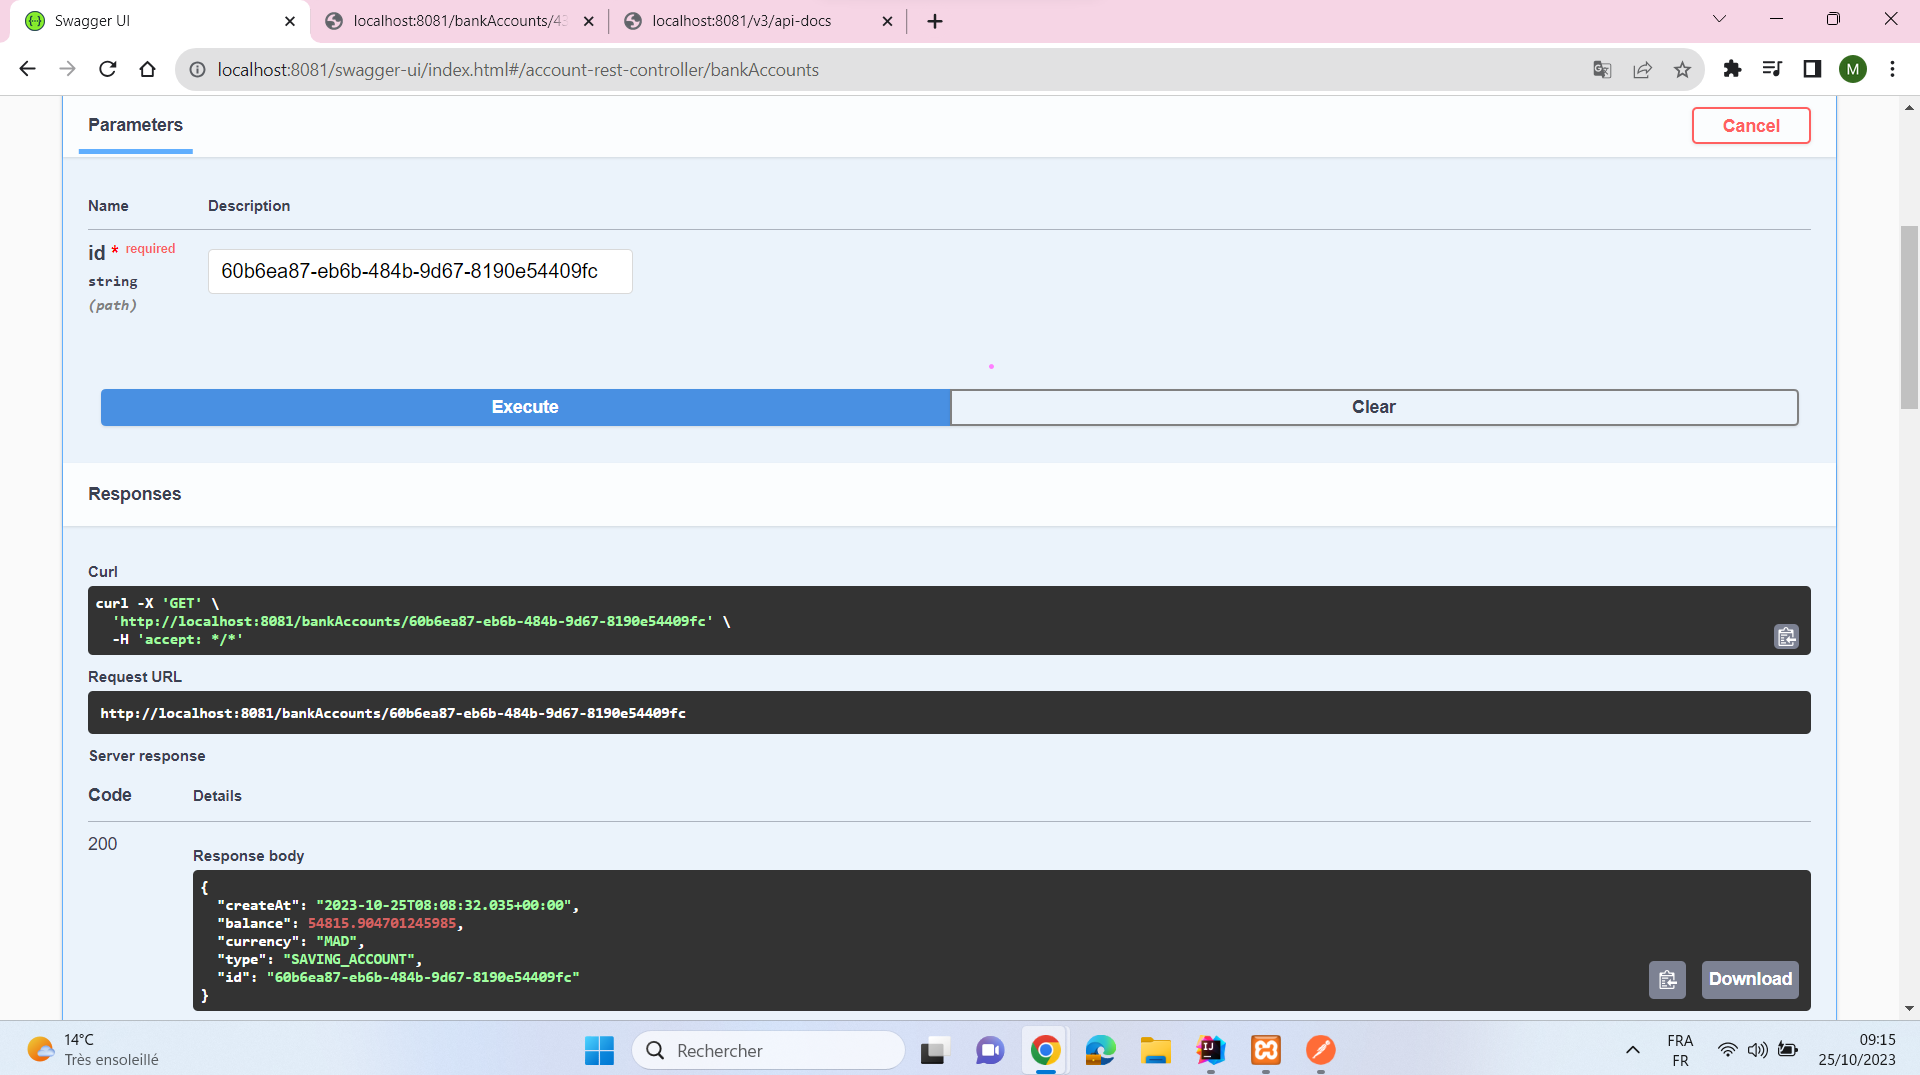 Swagger UI
localhost:8081/bankAccounts/43
localhost:8081/v3/api-docs
localhost:8081/swagger-ui/index.html#/account-rest-controller/bankAccounts
M
Parameters
Cancel
Name Description
id * required
string
(path)
60b6ea87-eb6b-484b-9d67-8190e54409fc
Execute
Clear
Responses
Curl
curl -X 'GET' \
'http://localhost:8081/bankAccounts/60b6ea87-eb6b-484b-9d67-8190e54409fc' \
-H 'accept: */*'
Request URL
http://localhost:8081/bankAccounts/60b6ea87-eb6b-484b-9d67-8190e54409fc
Server response
Code Details
200
Response body
{
"createAt": "2023-10-25T08:08:32.035+00:00",
"balance": 54815.904701245985,
"currency": "MAD",
"type": "SAVING_ACCOUNT",
"id": "60b6ea87-eb6b-484b-9d67-8190e54409fc"
}
Download
14°C
Très ensoleillé
Rechercher
FRA
FR
09:15
25/10/2023